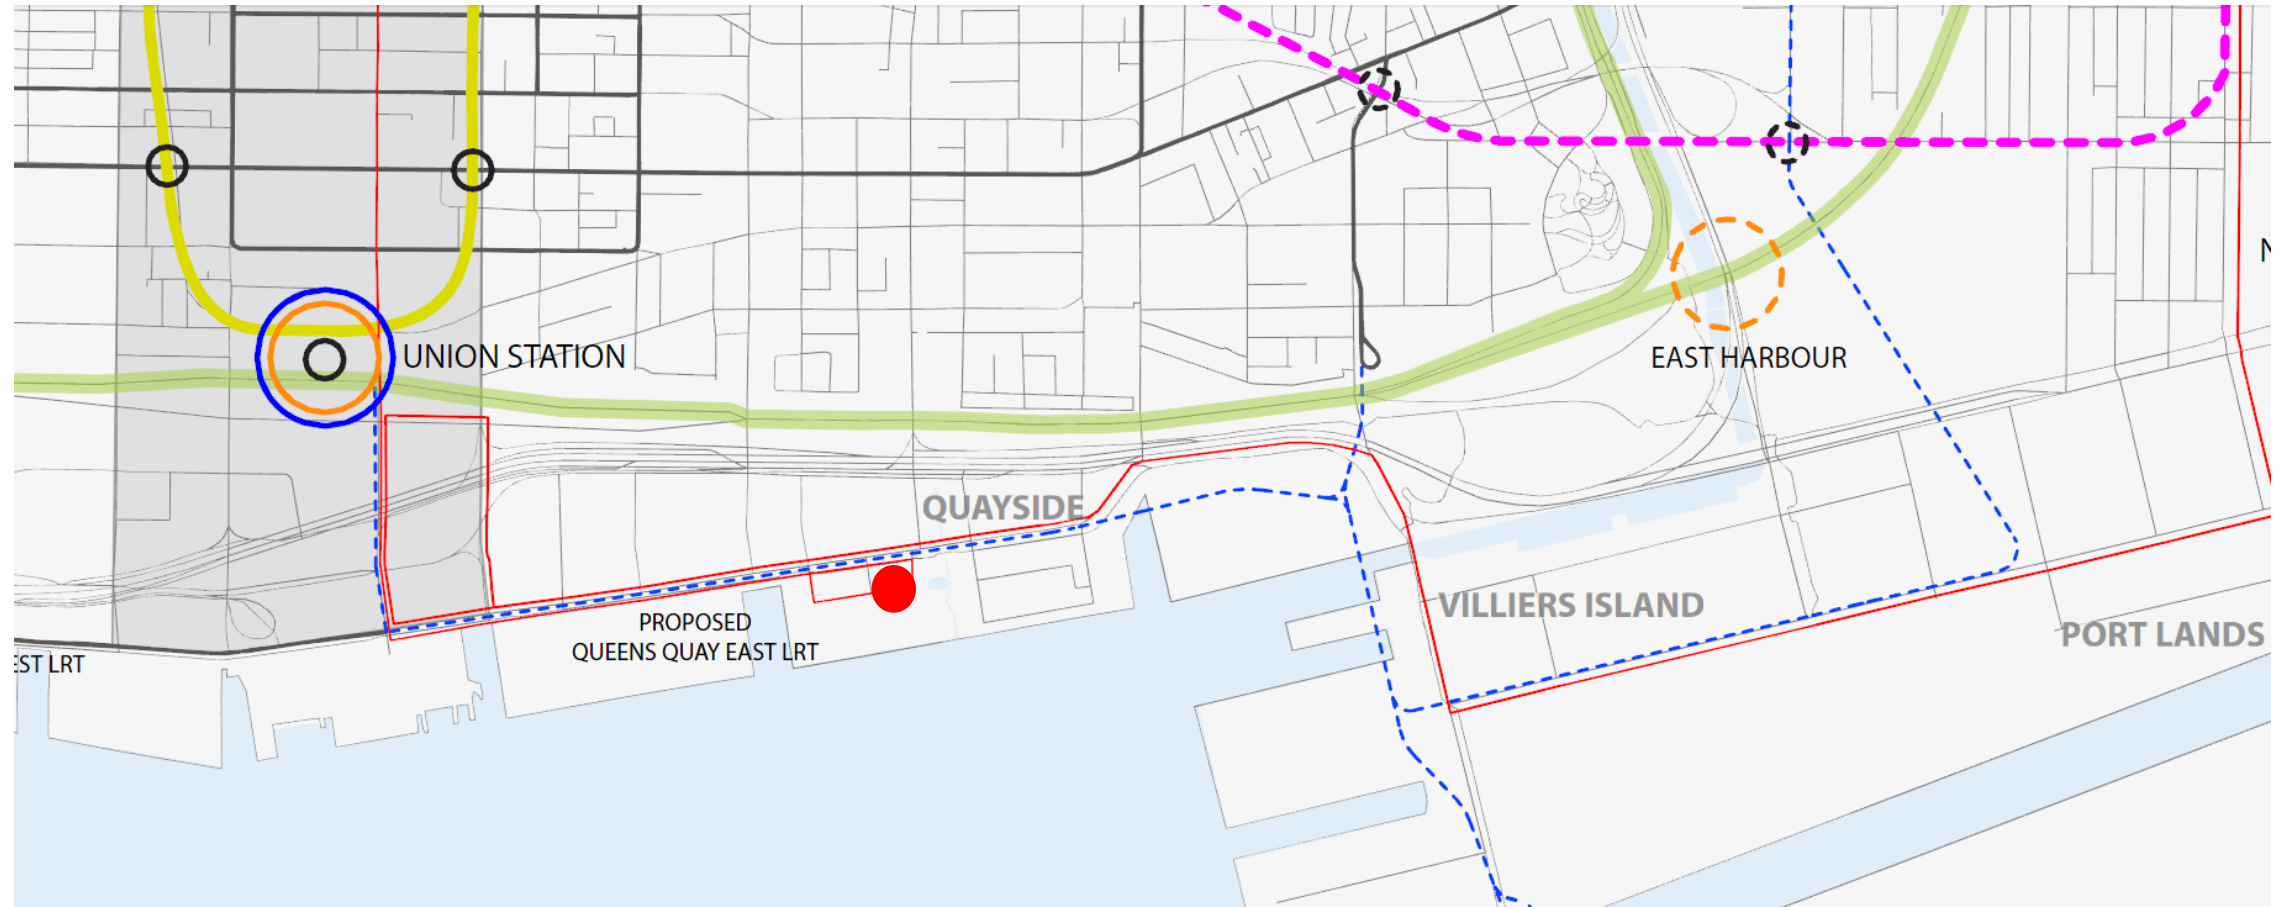 N
UNION STATION
EAST HARBOUR
QUAYSIDE
VILLIERS ISLAND
PROPOSED
QUEENS QUAY EAST LRT
PORT LANDS
EST LRT